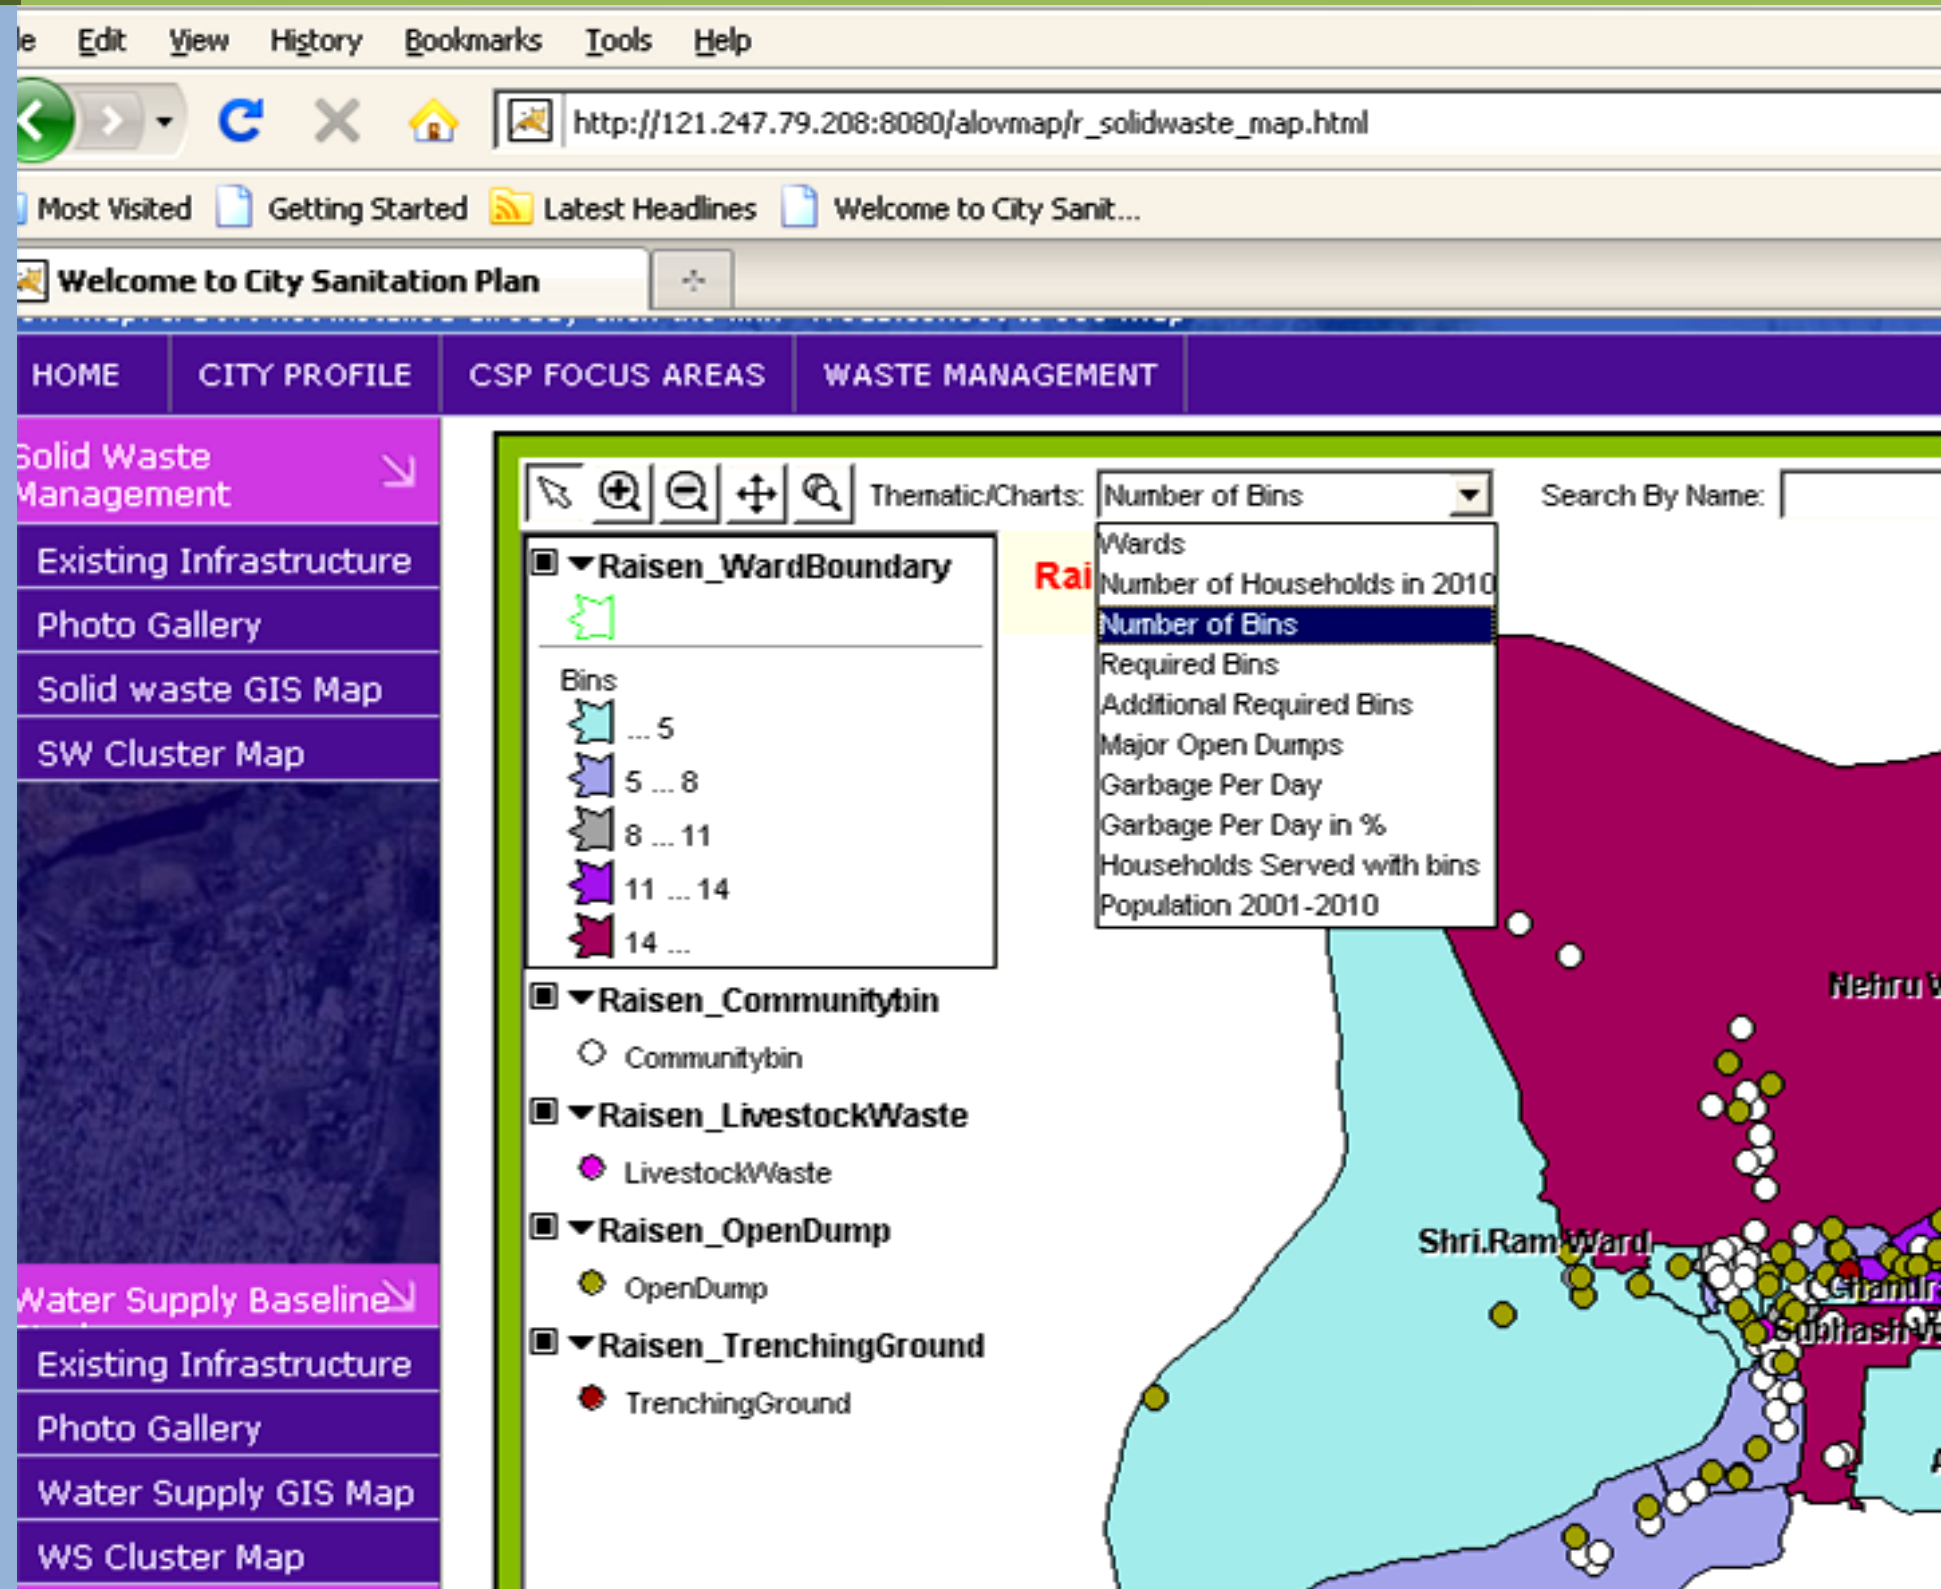 Edit View History Bookmarks Tools Help
http://121.247.79.208:8080/alovmap/r_solidwaste_map.html
Most Visited Getting Started Latest Headlines Welcome to City Sanit...
Welcome to City Sanitation Plan
HOME CITY PROFILE CSP FOCUS AREAS WASTE MANAGEMENT
Solid Waste
Management
Existing Infrastructure
Photo Gallery
Solid waste GIS Map
SW Cluster Map
Water Supply Baseline
Existing Infrastructure
Photo Gallery
Water Supply GIS Map
WS Cluster Map
Thematic/Charts: Number of Bins Search By Name:
Wards
Number of Households in 2010
Number of Bins
Required Bins
Additional Required Bins
Major Open Dumps
Garbage Per Day
Garbage Per Day in %
Households Served with bins
Population 2001-2010
Raisen_WardBoundary
Bins
... 5
5 ... 8
8 ... 11
11 ... 14
14 ...
Raisen_Communitybin
Communitybin
Raisen_LivestockWaste
LivestockWaste
Raisen_OpenDump
OpenDump
Raisen_TrenchingGround
TrenchingGround
Rai
Nehru
Shri.Ram Ward
Subhash